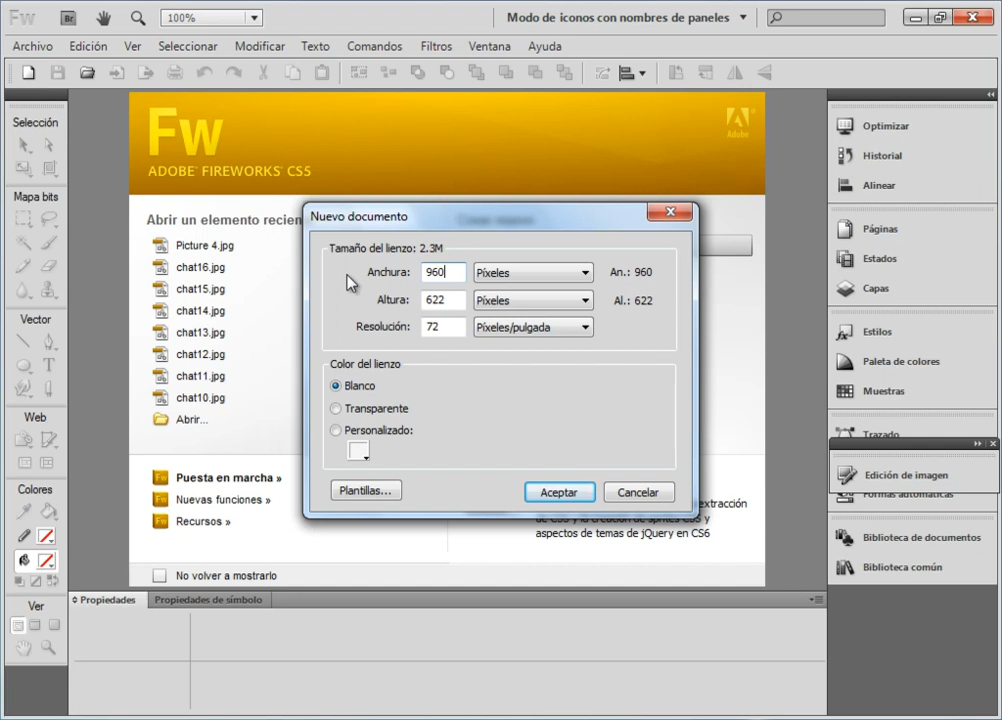 Fw
Br
100%
Modo de iconos con nombres de paneles
Archivo Edición Ver Seleccionar Modificar Texto Comandos Filtros Ventana Ayuda
Selección
Mapa bits
Vector
T
Web
Colores
Ver
Fw
ADOBE® FIREWORKS® CS5
Adobe
Abrir un elemento recien
Picture 4.jpg
chat16.jpg
chat15.jpg
chat14.jpg
chat13.jpg
chat12.jpg
chat11.jpg
chat10.jpg
Abrir...
Puesta en marcha »
Nuevas funciones »
Recursos »
extracción
de CSS y la creación de sprites CSS y
aspectos de temas de jQuery en CS6
No volver a mostrarlo
Nuevo documento
Tamaño del lienzo: 2.3M
Anchura: 960 Píxeles An.: 960
Altura: 622 Píxeles Al.: 622
Resolución: 72 Píxeles/pulgada
Color del lienzo
Blanco
Transparente
Personalizado:
Plantillas... Aceptar Cancelar
Optimizar
Historial
Alinear
Páginas
Estados
Capas
Estilos
Paleta de colores
Muestras
Trazado
Edición de imagen
Formas automáticas
Biblioteca de documentos
Biblioteca común
Propiedades Propiedades de símbolo